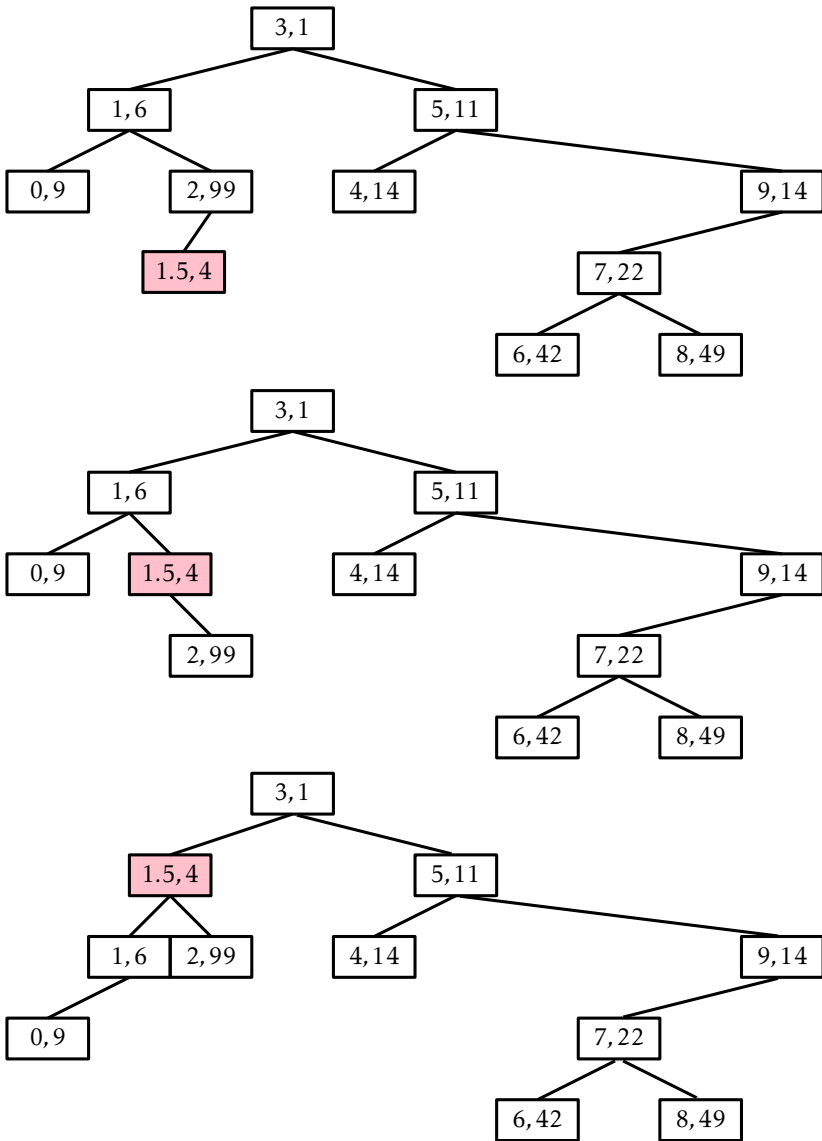 3, 1
1, 6 5, 11
0, 9 2, 99 4, 14 9, 14
1.5, 4 7, 22
6, 42 8, 49
3, 1
1, 6 5, 11
0, 9 1.5, 4 4, 14 9, 14
2, 99 7, 22
6, 42 8, 49
3, 1
1.5, 4 5, 11
1, 6 2, 99 4, 14 9, 14
0, 9 7, 22
6, 42 8, 49